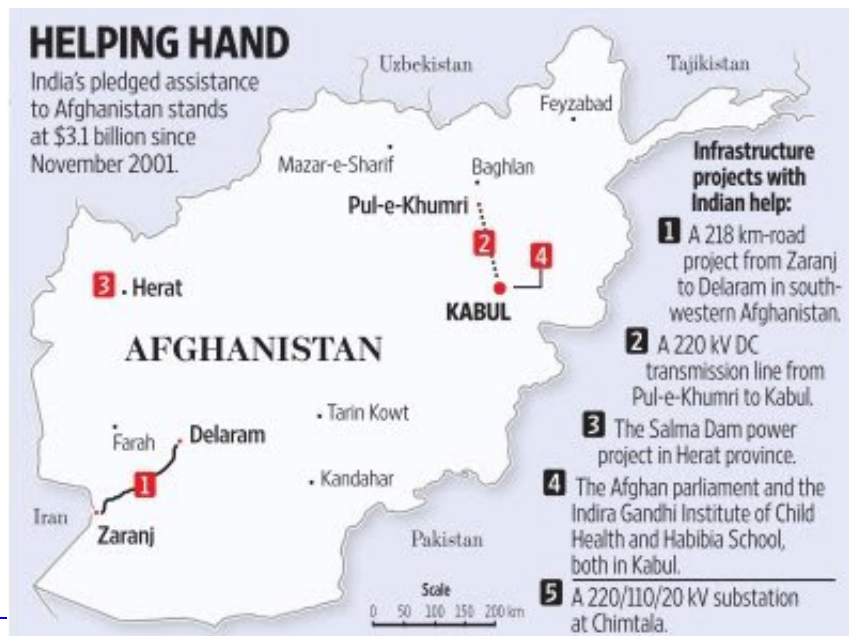 HELPING HAND
India's pledged assistance
to Afghanistan stands
at $3.1 billion since
November 2001.
Uzbekistan
Tajikistan
Feyzabad
Mazar-e-Sharif
Baghlan
Pul-e-Khumri
2
4
3
Herat
KABUL
AFGHANISTAN
Tarin Kowt
Farah
Delaram
Kandahar
1
Iran
Zaranj
Pakistan
Scale
0 50 100 150 200 km
Infrastructure
projects with
Indian help:
1 A 218 km-road
project from Zaranj
to Delaram in south-
western Afghanistan.
2 A 220 kV DC
transmission line from
Pul-e-Khumri to Kabul.
3 The Salma Dam power
project in Herat province.
4 The Afghan parliament and the
Indira Gandhi Institute of Child
Health and Habibia School,
both in Kabul.
5 A 220/110/20 kV substation
at Chimtala.